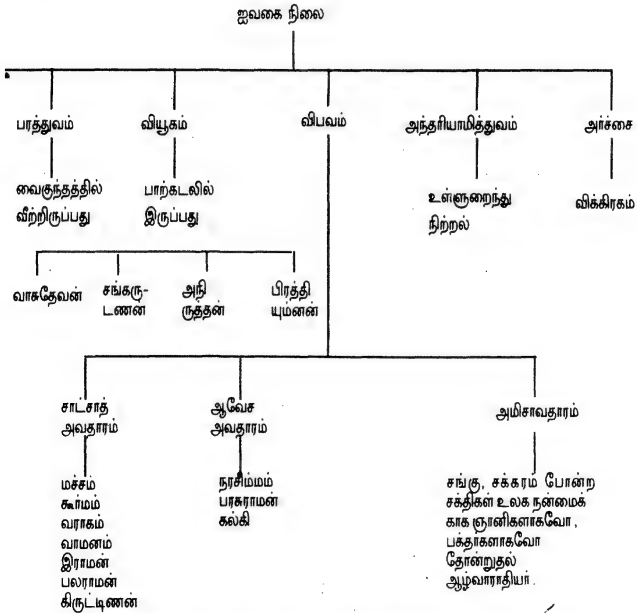 ஐவகை நிலை
பரத்துவம் வியூகம் விபவம் அந்தரியாமித்துவம் அர்ச்சை
வைகுந்தத்தில் பாற்கடலில் உள்ளுறைந்து விக்கிரகம்
வீற்றிருப்பது இருப்பது நிற்றல்
வாசுதேவன் சங்கரு- அநி பிரத்தி
டணன் ருத்தன் யும்னன்
சாட்சாத் ஆவேச அமிசாவதாரம்
அவதாரம் அவதாரம்
மச்சம் நரசிம்மம் சங்கு, சக்கரம் போன்ற
கூர்மம் பரசுராமன் சக்திகள் உலக நன்மைக்
வராகம் கல்கி காக ஞானிகளாகவோ,
வாமனம் பக்தர்களாகவோ
இராமன் தோன்றுதல்
பலராமன் ஆழ்வாராதியர்
கிருட்டிணன்